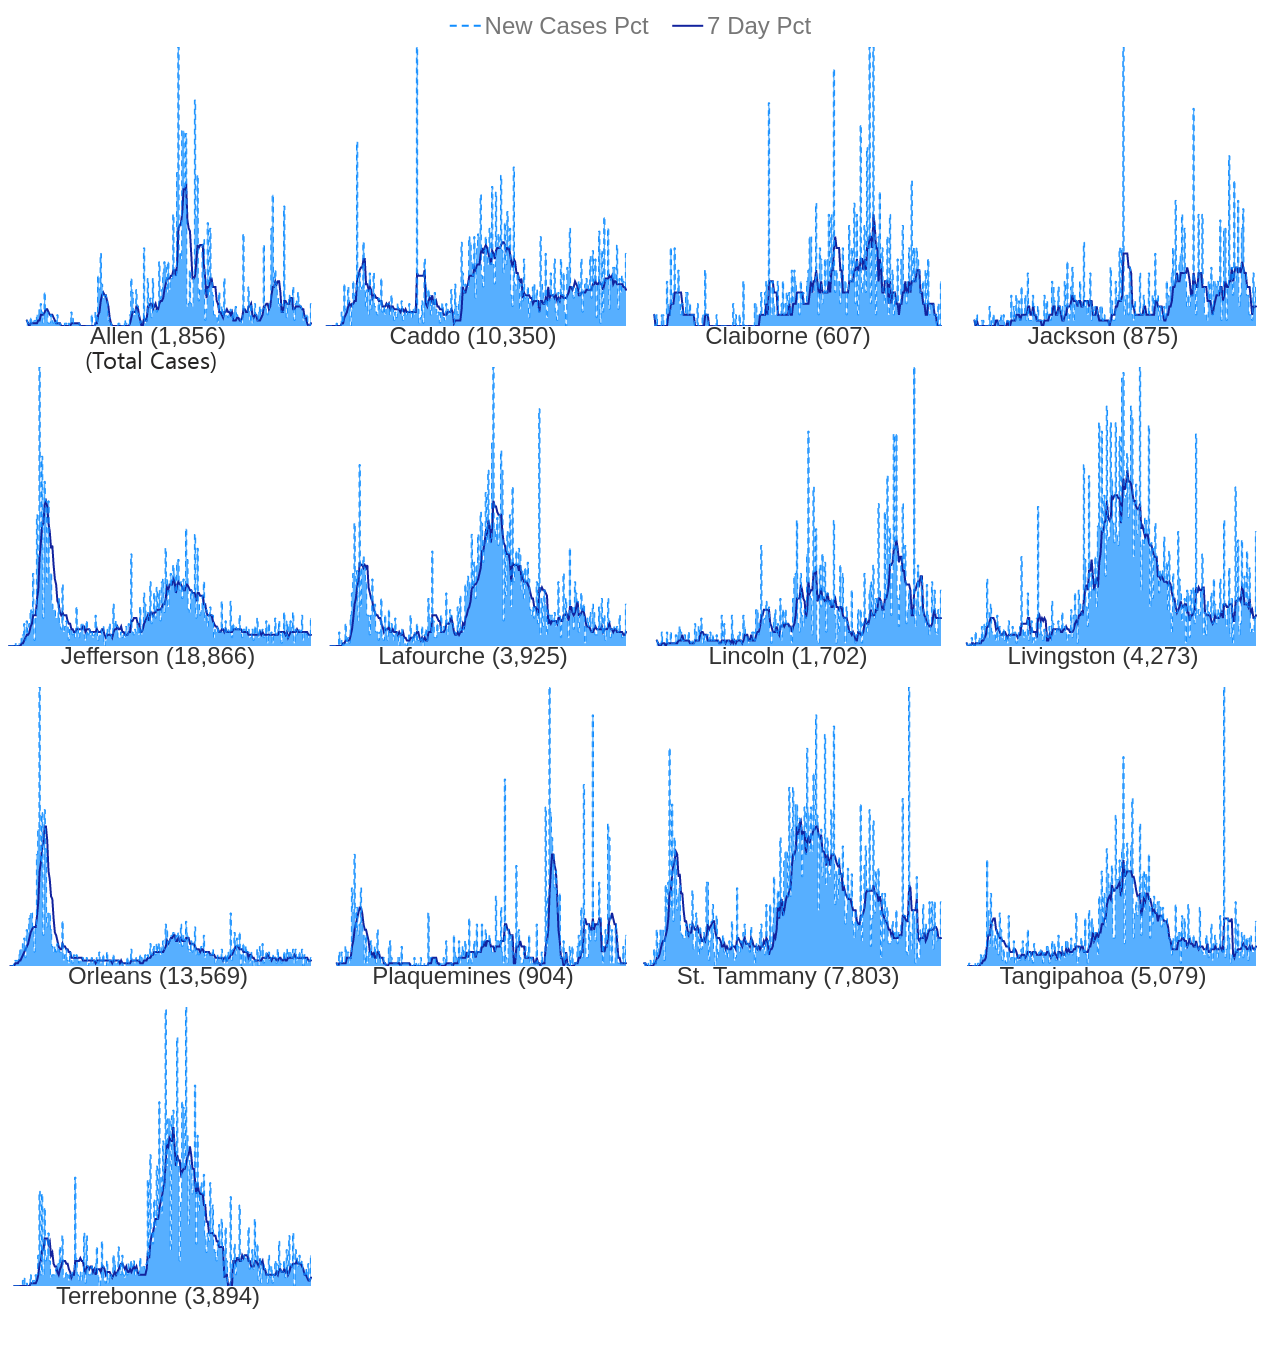 New Cases Pct 7 Day Pct
Allen (1,856) Caddo (10,350) Claiborne (607) Jackson (875)
(Total Cases)
Jefferson (18,866) Lafourche (3,925) Lincoln (1,702) Livingston (4,273)
Orleans (13,569) Plaquemines (904) St. Tammany (7,803) Tangipahoa (5,079)
Terrebonne (3,894)